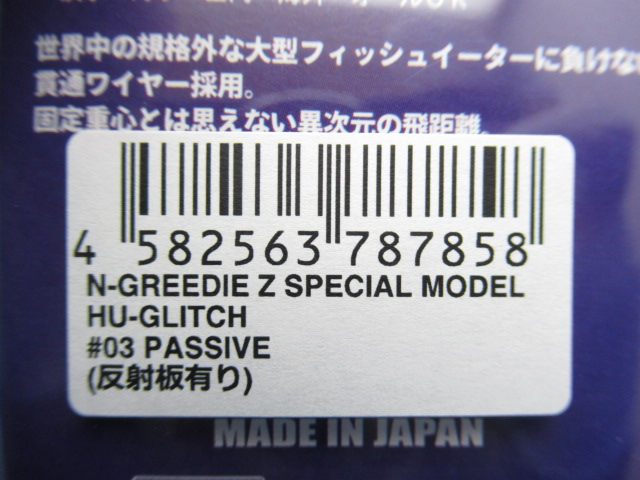 世界中の規格外な大型フィッシュイーターに負けな
貫通ワイヤー採用。
固定重心とは思えない異次元の飛距離。
4 582563 787858
N-GREEDIE Z SPECIAL MODEL
HU-GLITCH
#03 PASSIVE
(反射板有り)
MADE IN JAPAN